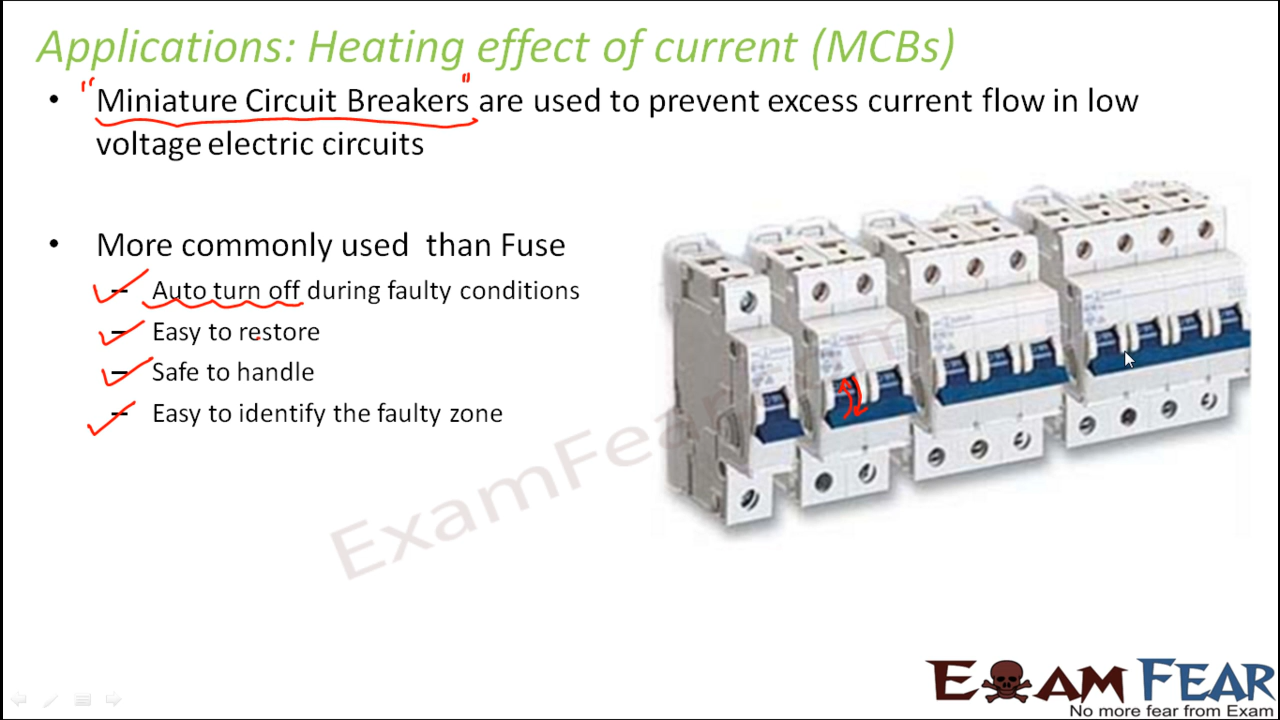 Applications: Heating effect of current (MCBs)
• "Miniature Circuit Breakers" are used to prevent excess current flow in low
voltage electric circuits
• More commonly used than Fuse
– Auto turn off during faulty conditions
– Easy to restore
– Safe to handle
– Easy to identify the faulty zone
EXAM FEAR
No more fear from Exam